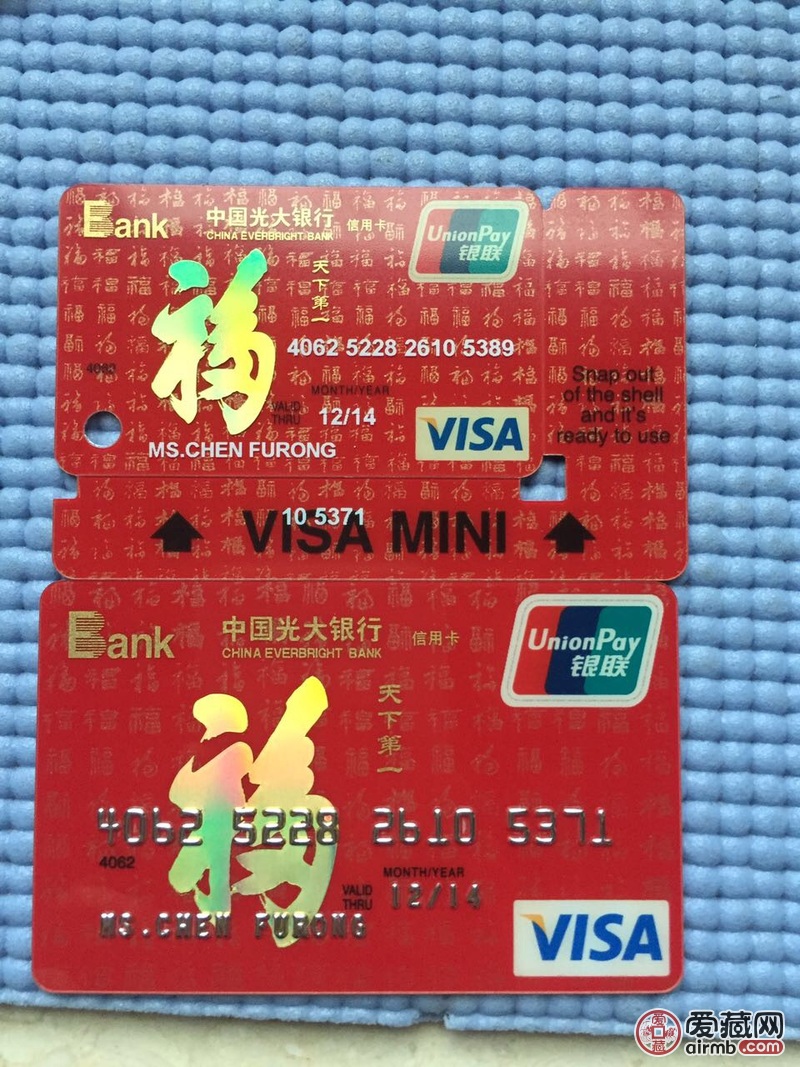 Bank
中国光大银行 信用卡
CHINA EVERBRIGHT BANK
UnionPay
银联
福
天下第一
4062 5228 2610 5389
4062
MONTH/YEAR
VALID THRU 12/14
MS.CHEN FURONG
VISA
Snap out
of the shell
and it's
ready to use
10 5371
VISA MINI
Bank
中国光大银行 信用卡
CHINA EVERBRIGHT BANK
UnionPay
银联
福
天下第一
4062 5228 2610 5371
4062
MONTH/YEAR
VALID THRU 12/14
MS.CHEN FURONG
VISA
爱藏网
airmb.com